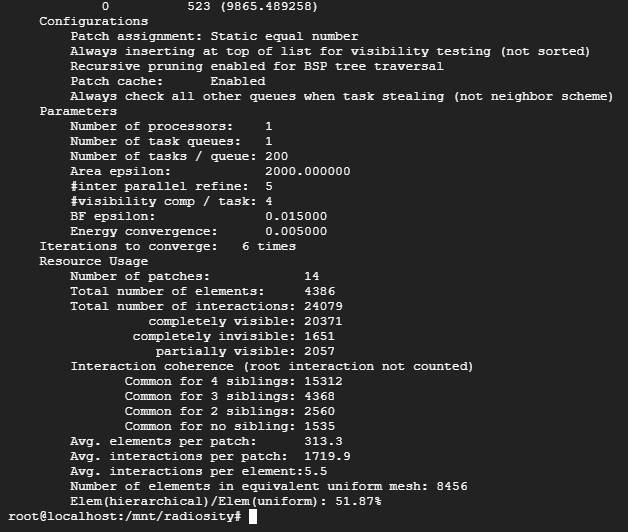 0          523 (9865.489258)
Configurations
Patch assignment: Static equal number
Always inserting at top of list for visibility testing (not sorted)
Recursive pruning enabled for BSP tree traversal
Patch cache:      Enabled
Always check all other queues when task stealing (not neighbor scheme)
Parameters
Number of processors:    1
Number of task queues:   1
Number of tasks / queue: 200
Area epsilon:            2000.000000
#inter parallel refine:  5
#visibility comp / task: 4
BF epsilon:              0.015000
Energy convergence:      0.005000
Iterations to converge:   6 times
Resource Usage
Number of patches:            14
Total number of elements:     4386
Total number of interactions: 24079
completely visible: 20371
completely invisible: 1651
partially visible: 2057
Interaction coherence (root interaction not counted)
Common for 4 siblings: 15312
Common for 3 siblings: 4368
Common for 2 siblings: 2560
Common for no sibling: 1535
Avg. elements per patch:      313.3
Avg. interactions per patch:  1719.9
Avg. interactions per element:5.5
Number of elements in equivalent uniform mesh: 8456
Elem(hierarchical)/Elem(uniform): 51.87%
root@localhost:/mnt/radiosity#